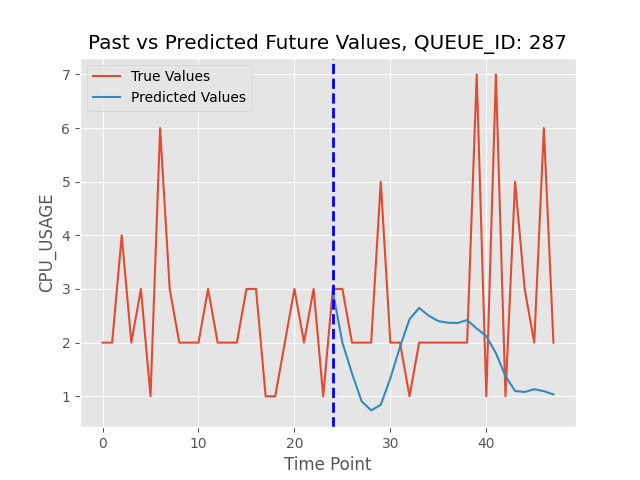 Past vs Predicted Future Values, QUEUE_ID: 287
True Values
Predicted Values
CPU_USAGE
7
6
5
4
3
2
1
0 10 20 30 40
Time Point